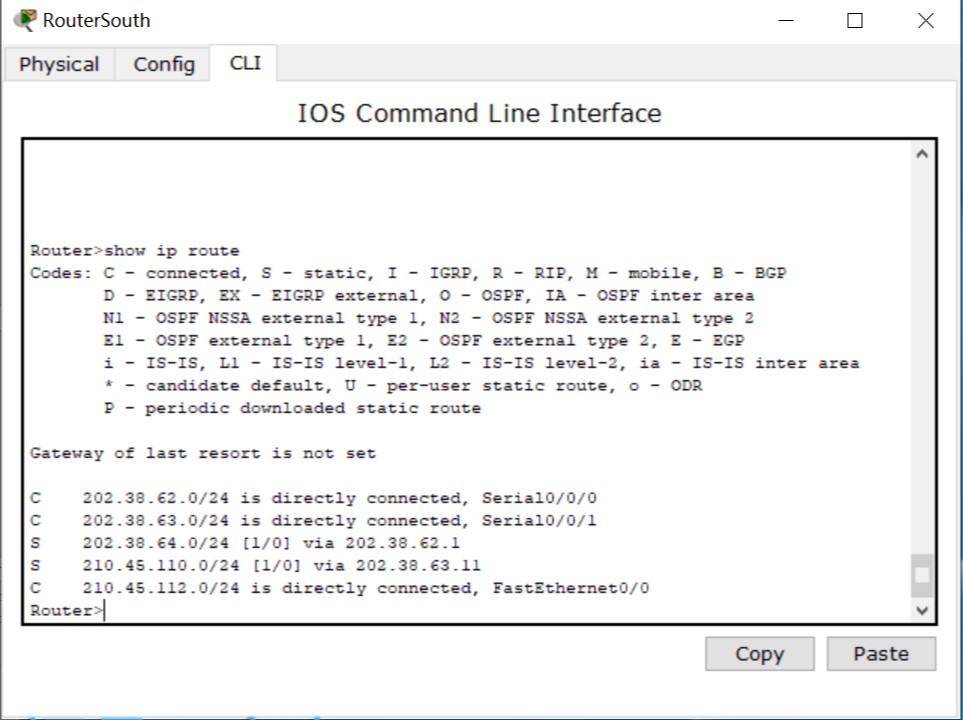 RouterSouth
Physical Config CLI
IOS Command Line Interface
Router>show ip route
Codes: C - connected, S - static, I - IGRP, R - RIP, M - mobile, B - BGP
       D - EIGRP, EX - EIGRP external, O - OSPF, IA - OSPF inter area
       N1 - OSPF NSSA external type 1, N2 - OSPF NSSA external type 2
       E1 - OSPF external type 1, E2 - OSPF external type 2, E - EGP
       i - IS-IS, L1 - IS-IS level-1, L2 - IS-IS level-2, ia - IS-IS inter area
       * - candidate default, U - per-user static route, o - ODR
       P - periodic downloaded static route
Gateway of last resort is not set
C    202.38.62.0/24 is directly connected, Serial0/0/0
C    202.38.63.0/24 is directly connected, Serial0/0/1
S    202.38.64.0/24 [1/0] via 202.38.62.1
S    210.45.110.0/24 [1/0] via 202.38.63.11
C    210.45.112.0/24 is directly connected, FastEthernet0/0
Router>
Copy Paste